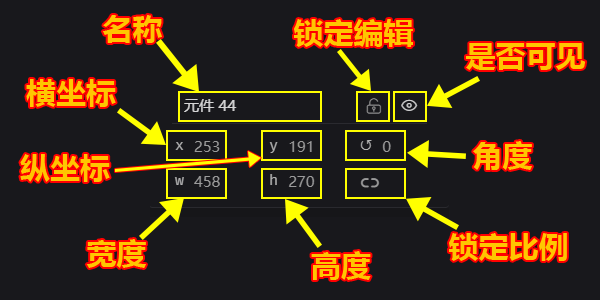 名称
锁定编辑
是否可见
元件 44
横坐标
x 253
y 191
↺ 0
角度
纵坐标
w 458
h 270
宽度
高度
锁定比例